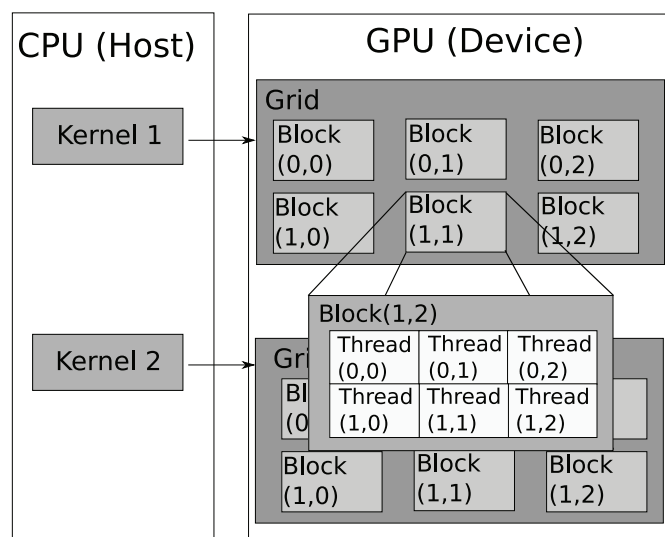 CPU (Host)
GPU (Device)
Kernel 1
Grid
Block
(0,0)
Block
(0,1)
Block
(0,2)
Block
(1,0)
Block
(1,1)
Block
(1,2)
Block(1,2)
Thread
(0,0)
Thread
(0,1)
Thread
(0,2)
Thread
(1,0)
Thread
(1,1)
Thread
(1,2)
Kernel 2
Block
(1,0)
Block
(1,1)
Block
(1,2)